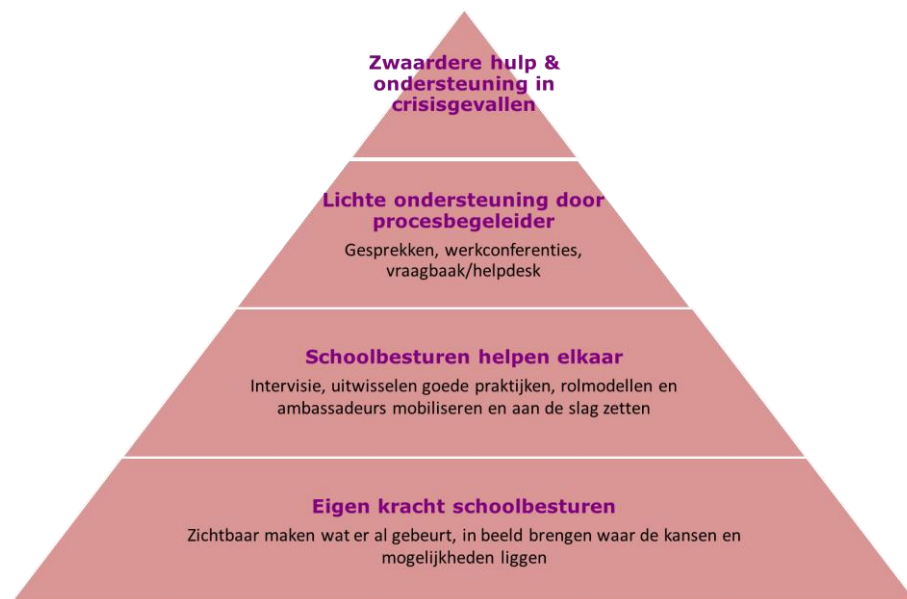 Zwaardere hulp &
ondersteuning in
crisisgevallen
Lichte ondersteuning door
procesbegeleider
Gesprekken, werkconferenties,
vraagbaak/helpdesk
Schoolbesturen helpen elkaar
Intervisie, uitwisselen goede praktijken, rolmodellen en
ambassadeurs mobiliseren en aan de slag zetten
Eigen kracht schoolbesturen
Zichtbaar maken wat er al gebeurt, in beeld brengen waar de kansen en
mogelijkheden liggen